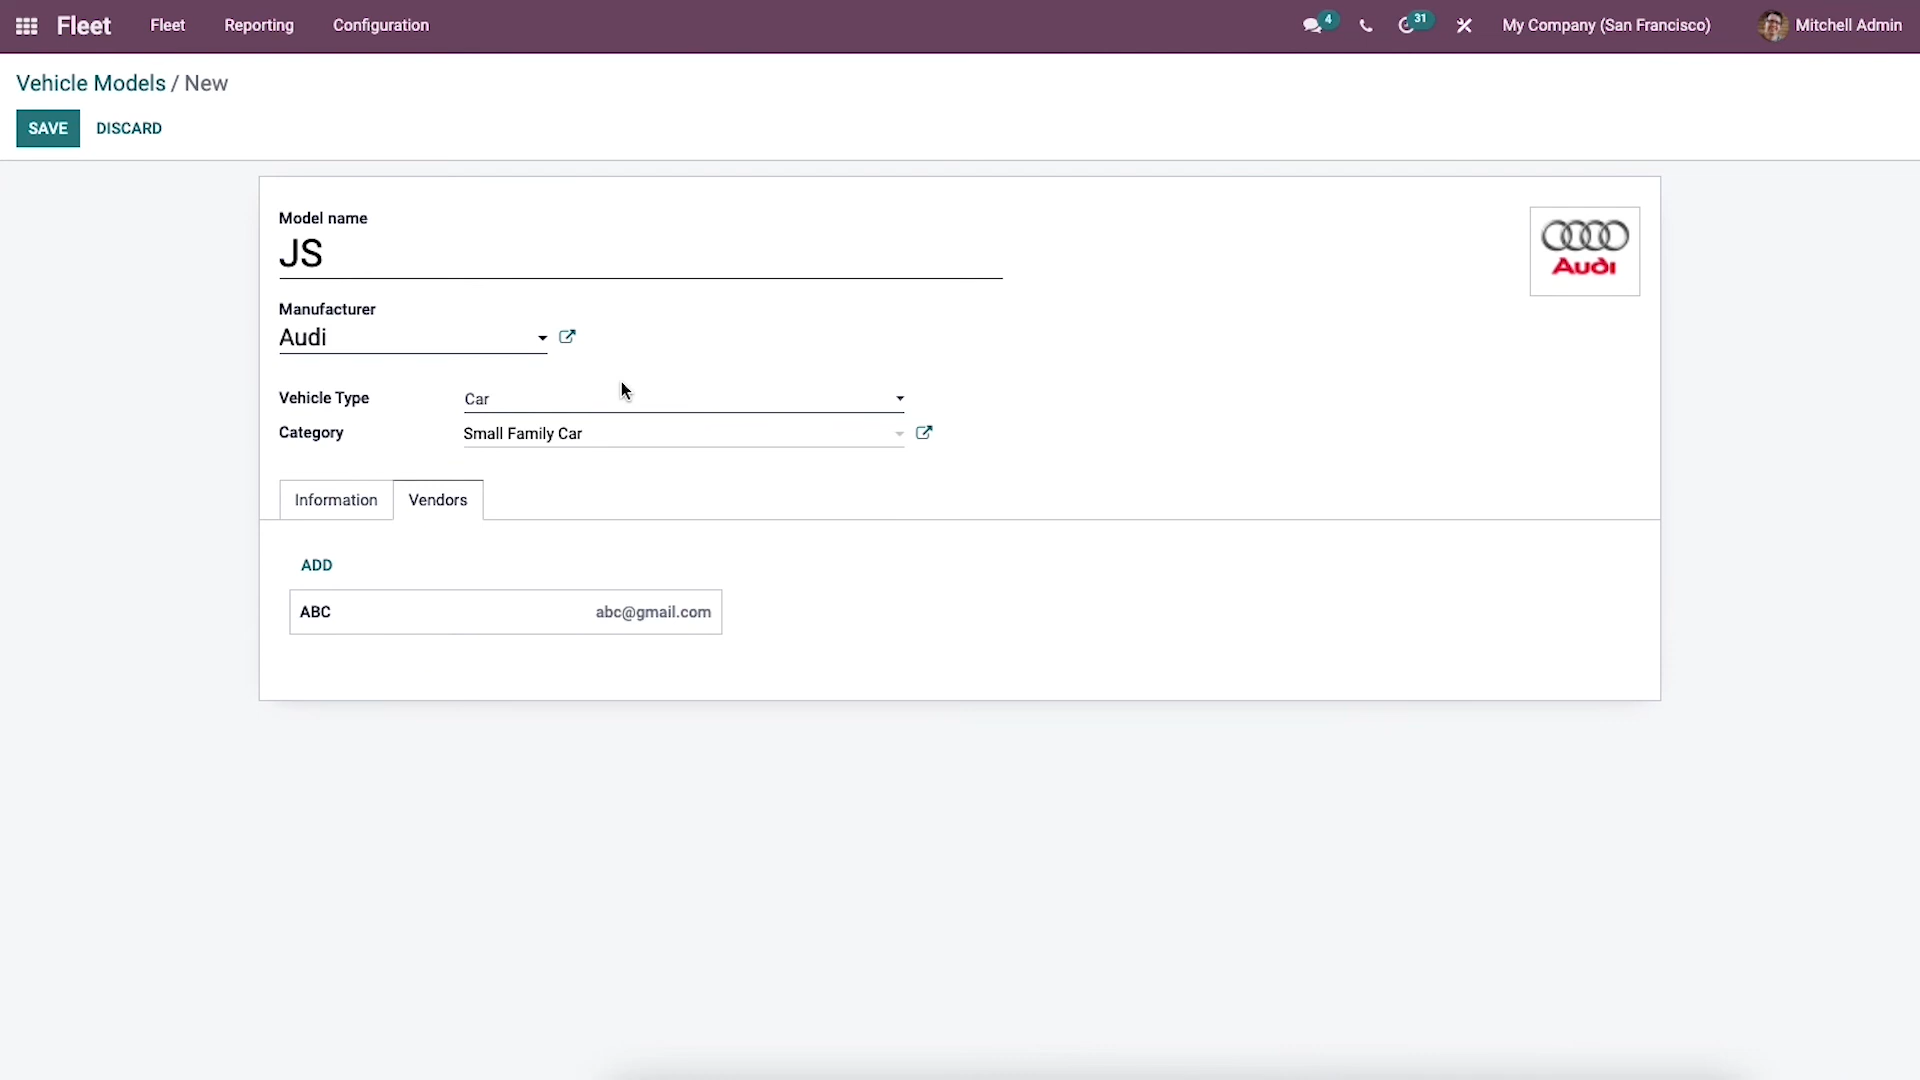 Fleet Fleet Reporting Configuration 4 31 My Company (San Francisco) Mitchell Admin
Vehicle Models / New
SAVE DISCARD
Model name
JS
Audi
Manufacturer
Audi
Vehicle Type Car
Category Small Family Car
Information Vendors
ADD
ABC abc@gmail.com